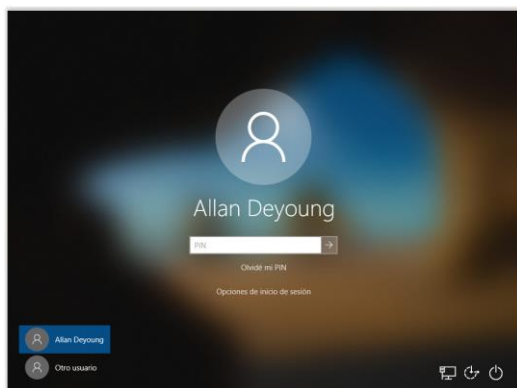 Allan Deyoung
PIN
Olvidé mi PIN
Opciones de inicio de sesión
Allan Deyoung
Otro usuario